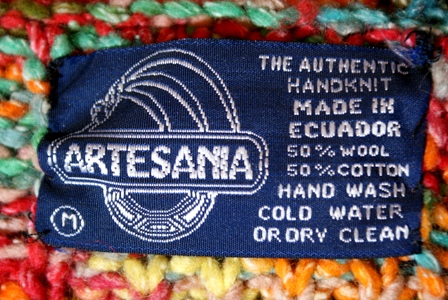 ARTESANIA
M
THE AUTHENTIC
HANDKNIT
MADE IN
ECUADOR
50% WOOL
50% COTTON
HAND WASH
COLD WATER
OR DRY CLEAN